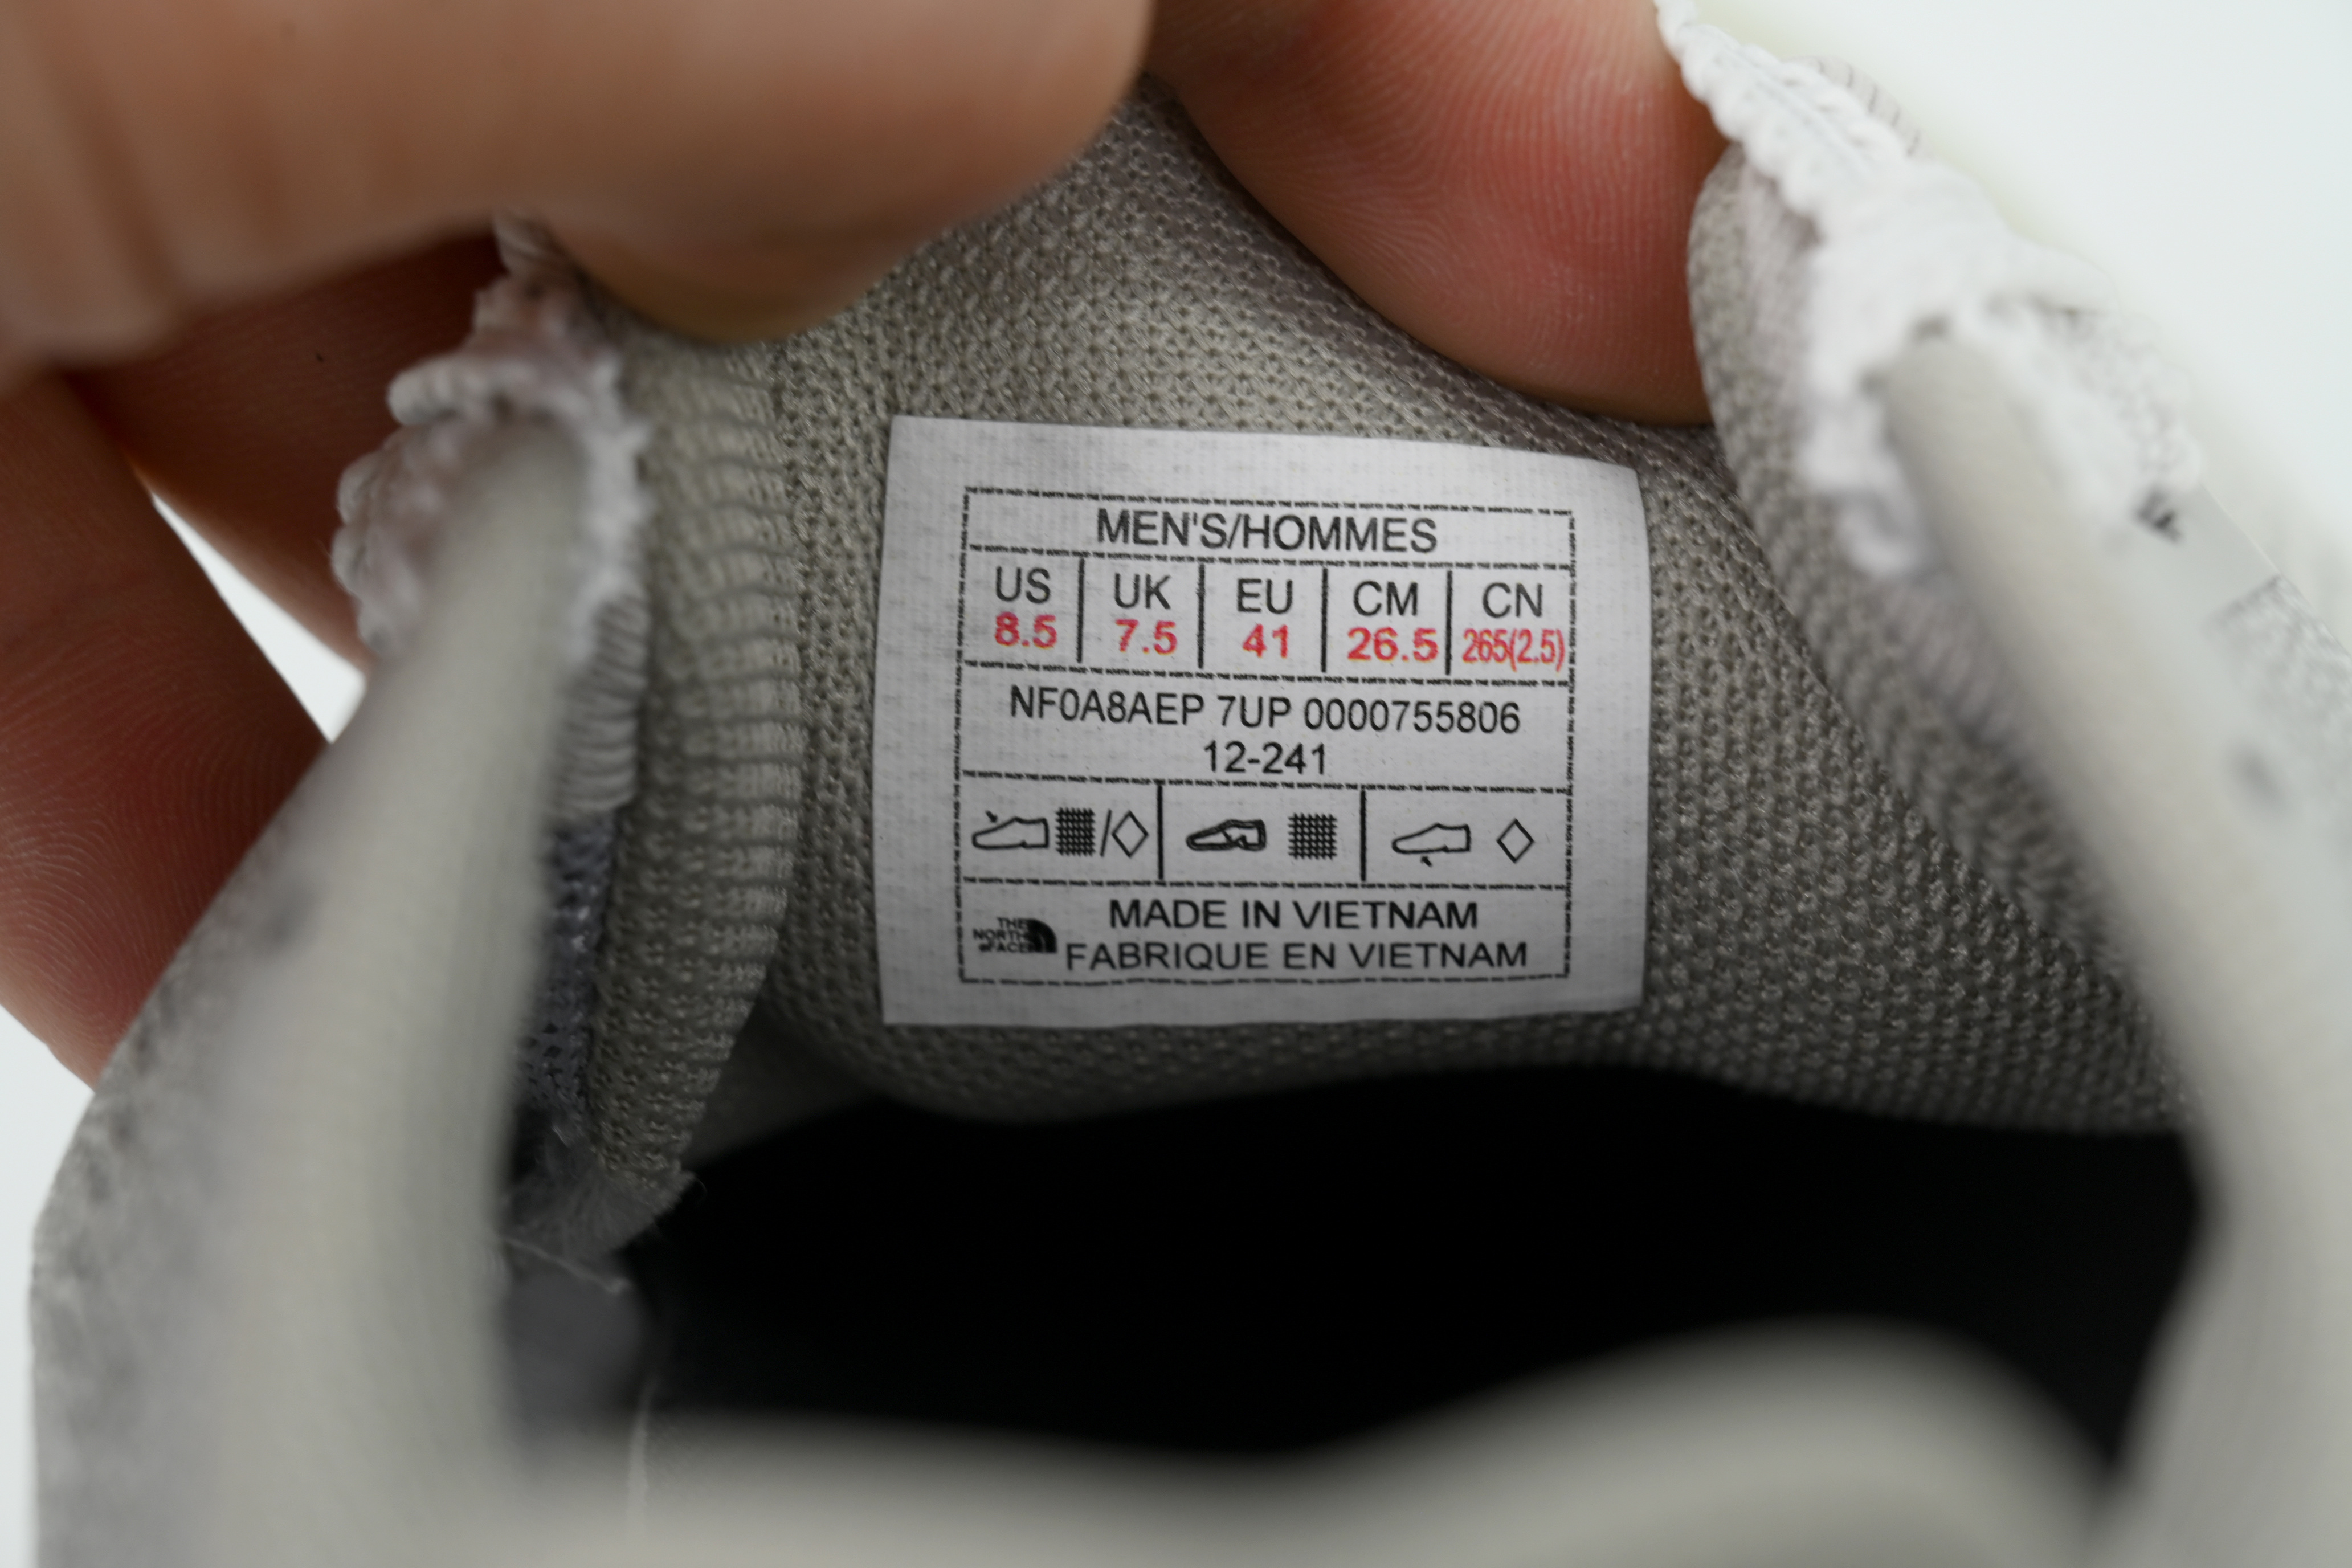 MEN'S/HOMMES
US UK EU CM CN
8.5 7.5 41 26.5 265(2.5)
NF0A8AEP 7UP 0000755806
12-241
THE
NORTH
FACE
MADE IN VIETNAM
FABRIQUE EN VIETNAM